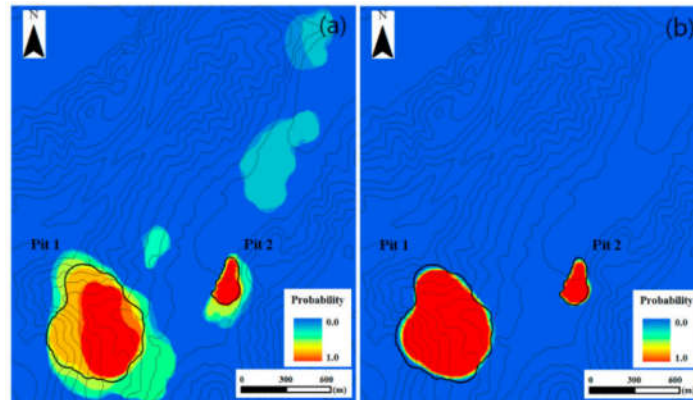 N
(a)
Pit 1
Pit 2
Probability
0.0
1.0
0 300 600
(m)
N
(b)
Pit 1
Pit 2
Probability
0.0
1.0
0 300 600
(m)